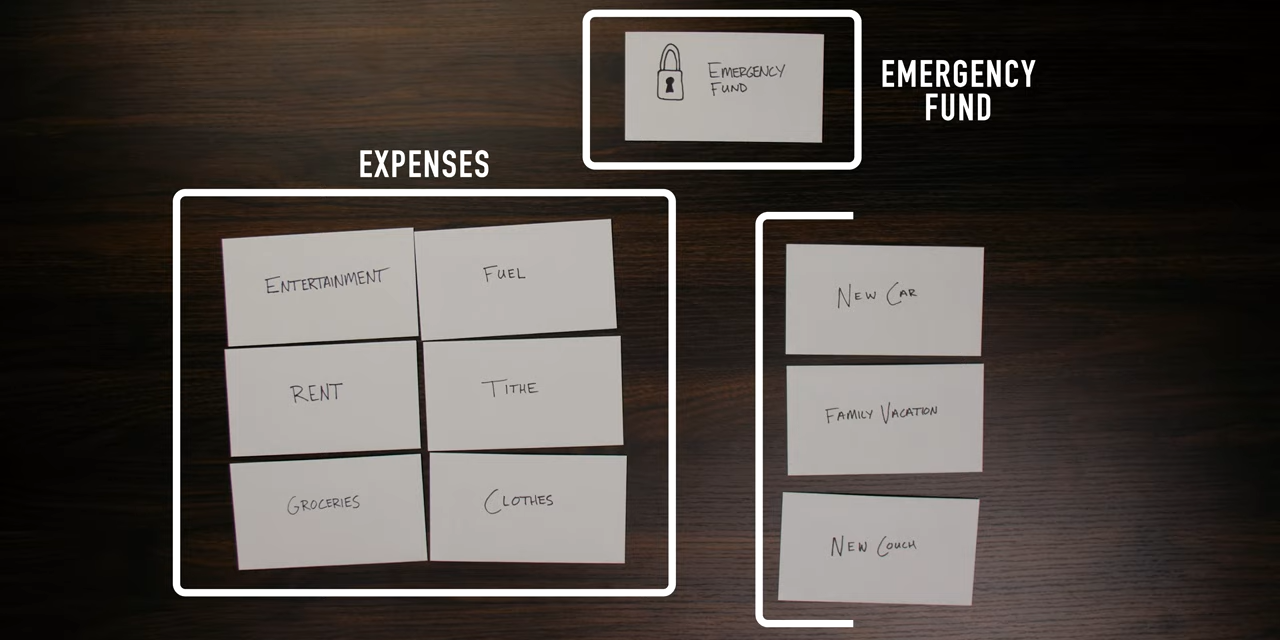 EMERGENCY
FUND
EMERGENCY
FUND
EXPENSES
ENTERTAINMENT
FUEL
RENT
TITHE
GROCERIES
CLOTHES
NEW CAR
FAMILY VACATION
NEW COUCH